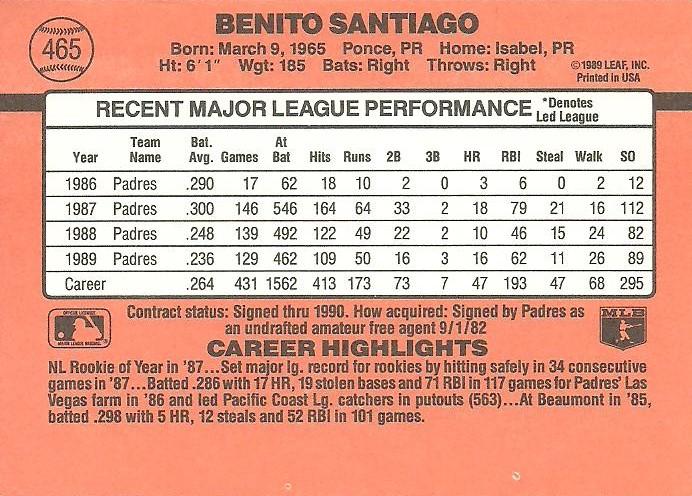 465
BENITO SANTIAGO
Born: March 9, 1965 Ponce, PR Home: Isabel, PR
Ht: 6'1" Wgt: 185 Bats: Right Throws: Right
©1989 LEAF, INC.
Printed in USA
RECENT MAJOR LEAGUE PERFORMANCE *Denotes Led League
Year Team Name Bat. Avg. Games At Bat Hits Runs 2B 3B HR RBI Steal Walk SO
1986 Padres .290 17 62 18 10 2 0 3 6 0 2 12
1987 Padres .300 146 546 164 64 33 2 18 79 21 16 112
1988 Padres .248 139 492 122 49 22 2 10 46 15 24 82
1989 Padres .236 129 462 109 50 16 3 16 62 11 26 89
Career .264 431 1562 413 173 73 7 47 193 47 68 295
Contract status: Signed thru 1990. How acquired: Signed by Padres as
an undrafted amateur free agent 9/1/82
OFFICIAL LICENSEE
MAJOR LEAGUE BASEBALL
MLB
CAREER HIGHLIGHTS
NL Rookie of Year in '87...Set major lg. record for rookies by hitting safely in 34 consecutive
games in '87...Batted .286 with 17 HR, 19 stolen bases and 71 RBI in 117 games for Padres' Las
Vegas farm in '86 and led Pacific Coast Lg. catchers in putouts (563)...At Beaumont in '85,
batted .298 with 5 HR, 12 steals and 52 RBI in 101 games.